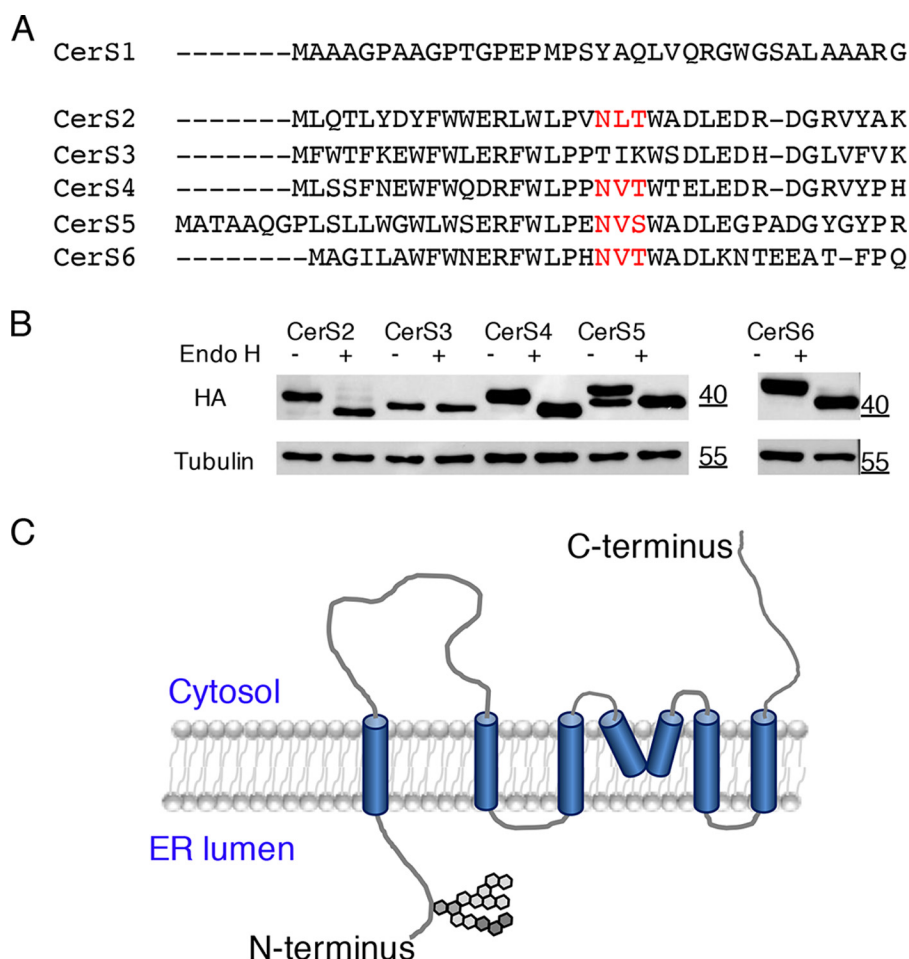 A
CerS1 -------MAAAGPAAGPTGPEPMPSYAQLVQRGWGSALAAARG
CerS2 -------MLQTLYDYFWWERLWLPVNLTWADLEDR-DGRVYAK
CerS3 -------MFWTFKEWFWLERFWLPPTIKWSDLEDH-DGLVFVK
CerS4 -------MLSSFNEWFWQDRFWLPPNVTWTELEDR-DGRVYPH
CerS5 MATAAQGPLSLLWGWLWSERFWLPENVSWADLEGPADGYGYPR
CerS6 --------MAGILAWFWNERFWLPHNVTWADLKNTEEAT-FPQ
B
CerS2 CerS3 CerS4 CerS5 CerS6
Endo H - + - + - + - + - +
HA 40 40
Tubulin 55 55
C
C-terminus
Cytosol
ER lumen
N-terminus